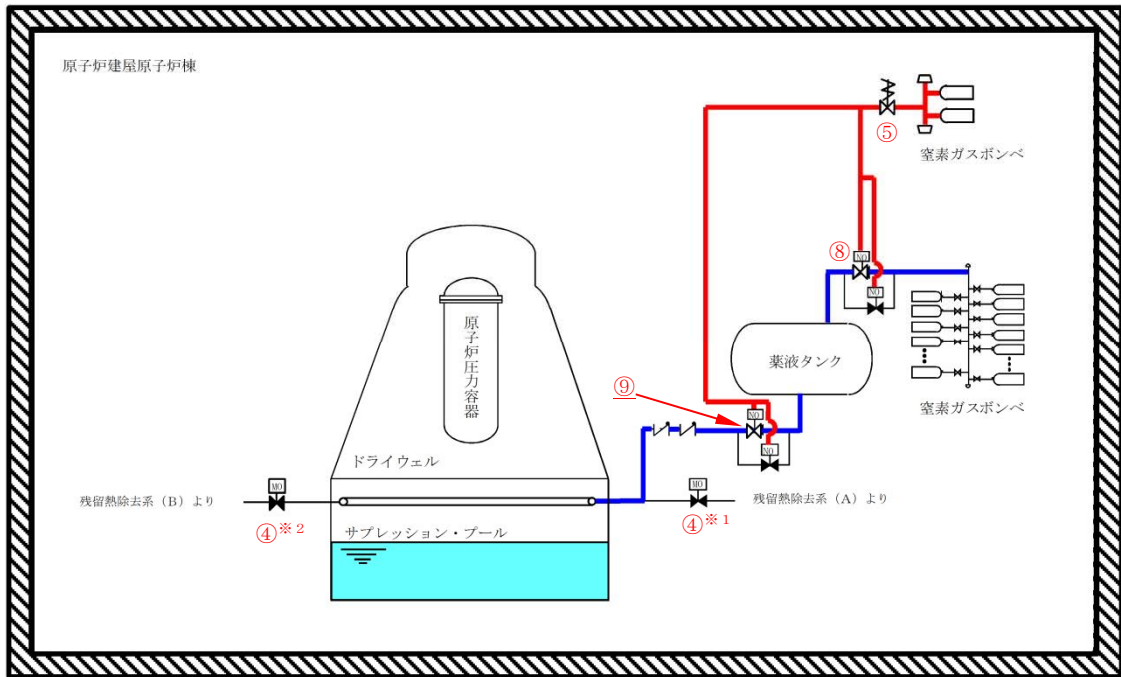 原子炉建屋原子炉棟
⑤
窒素ガスボンベ
⑧
NO
NO
原子炉圧力容器
薬液タンク
窒素ガスボンベ
⑨
NO
NO
ドライウェル
MO
MO
残留熱除去系（B）より
残留熱除去系（A）より
④※２
④※１
サプレッション・プール